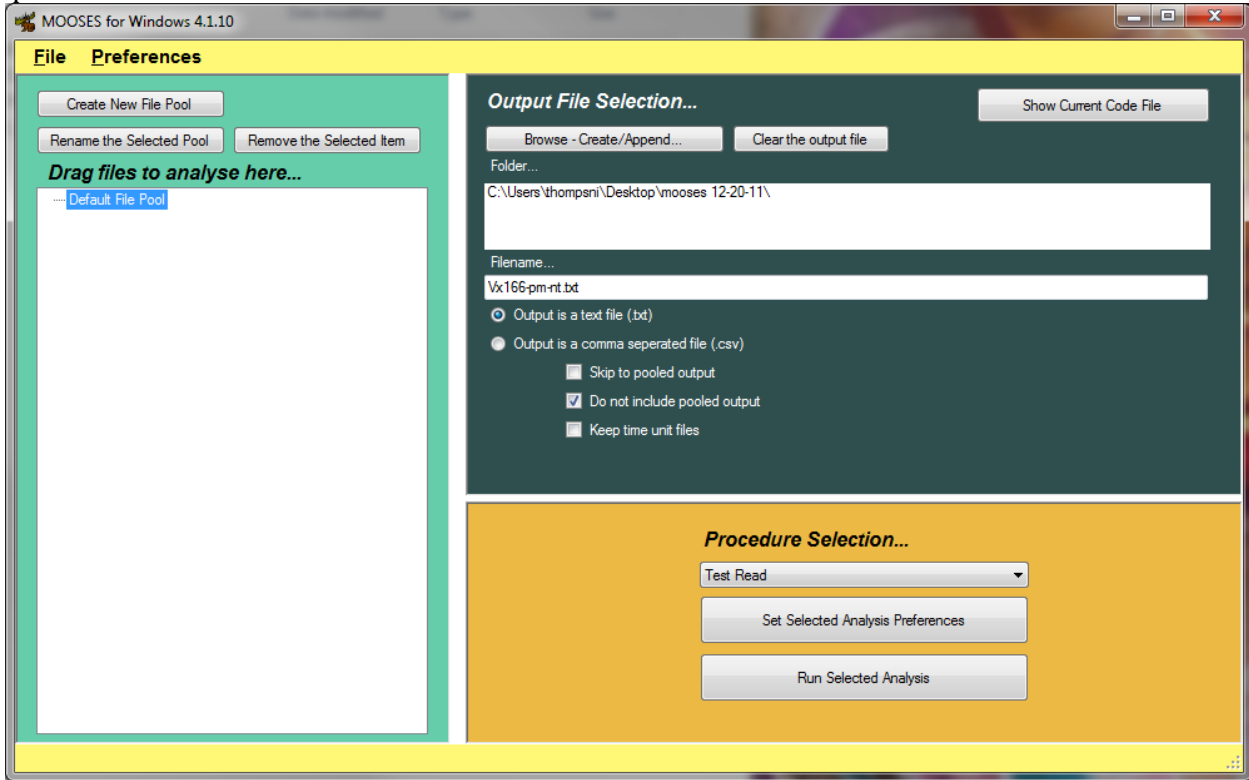 MOOSES for Windows 4.1.10
File Preferences
Create New File Pool
Rename the Selected Pool Remove the Selected Item
Drag files to analyse here...
Default File Pool
Output File Selection...
Show Current Code File
Browse - Create/Append... Clear the output file
Folder...
C:\Users\thompsni\Desktop\mooses 12-20-11\
Filename...
Vx166-pm-nt.txt
Output is a text file (.txt)
Output is a comma seperated file (.csv)
Skip to pooled output
Do not include pooled output
Keep time unit files
Procedure Selection...
Test Read
Set Selected Analysis Preferences
Run Selected Analysis